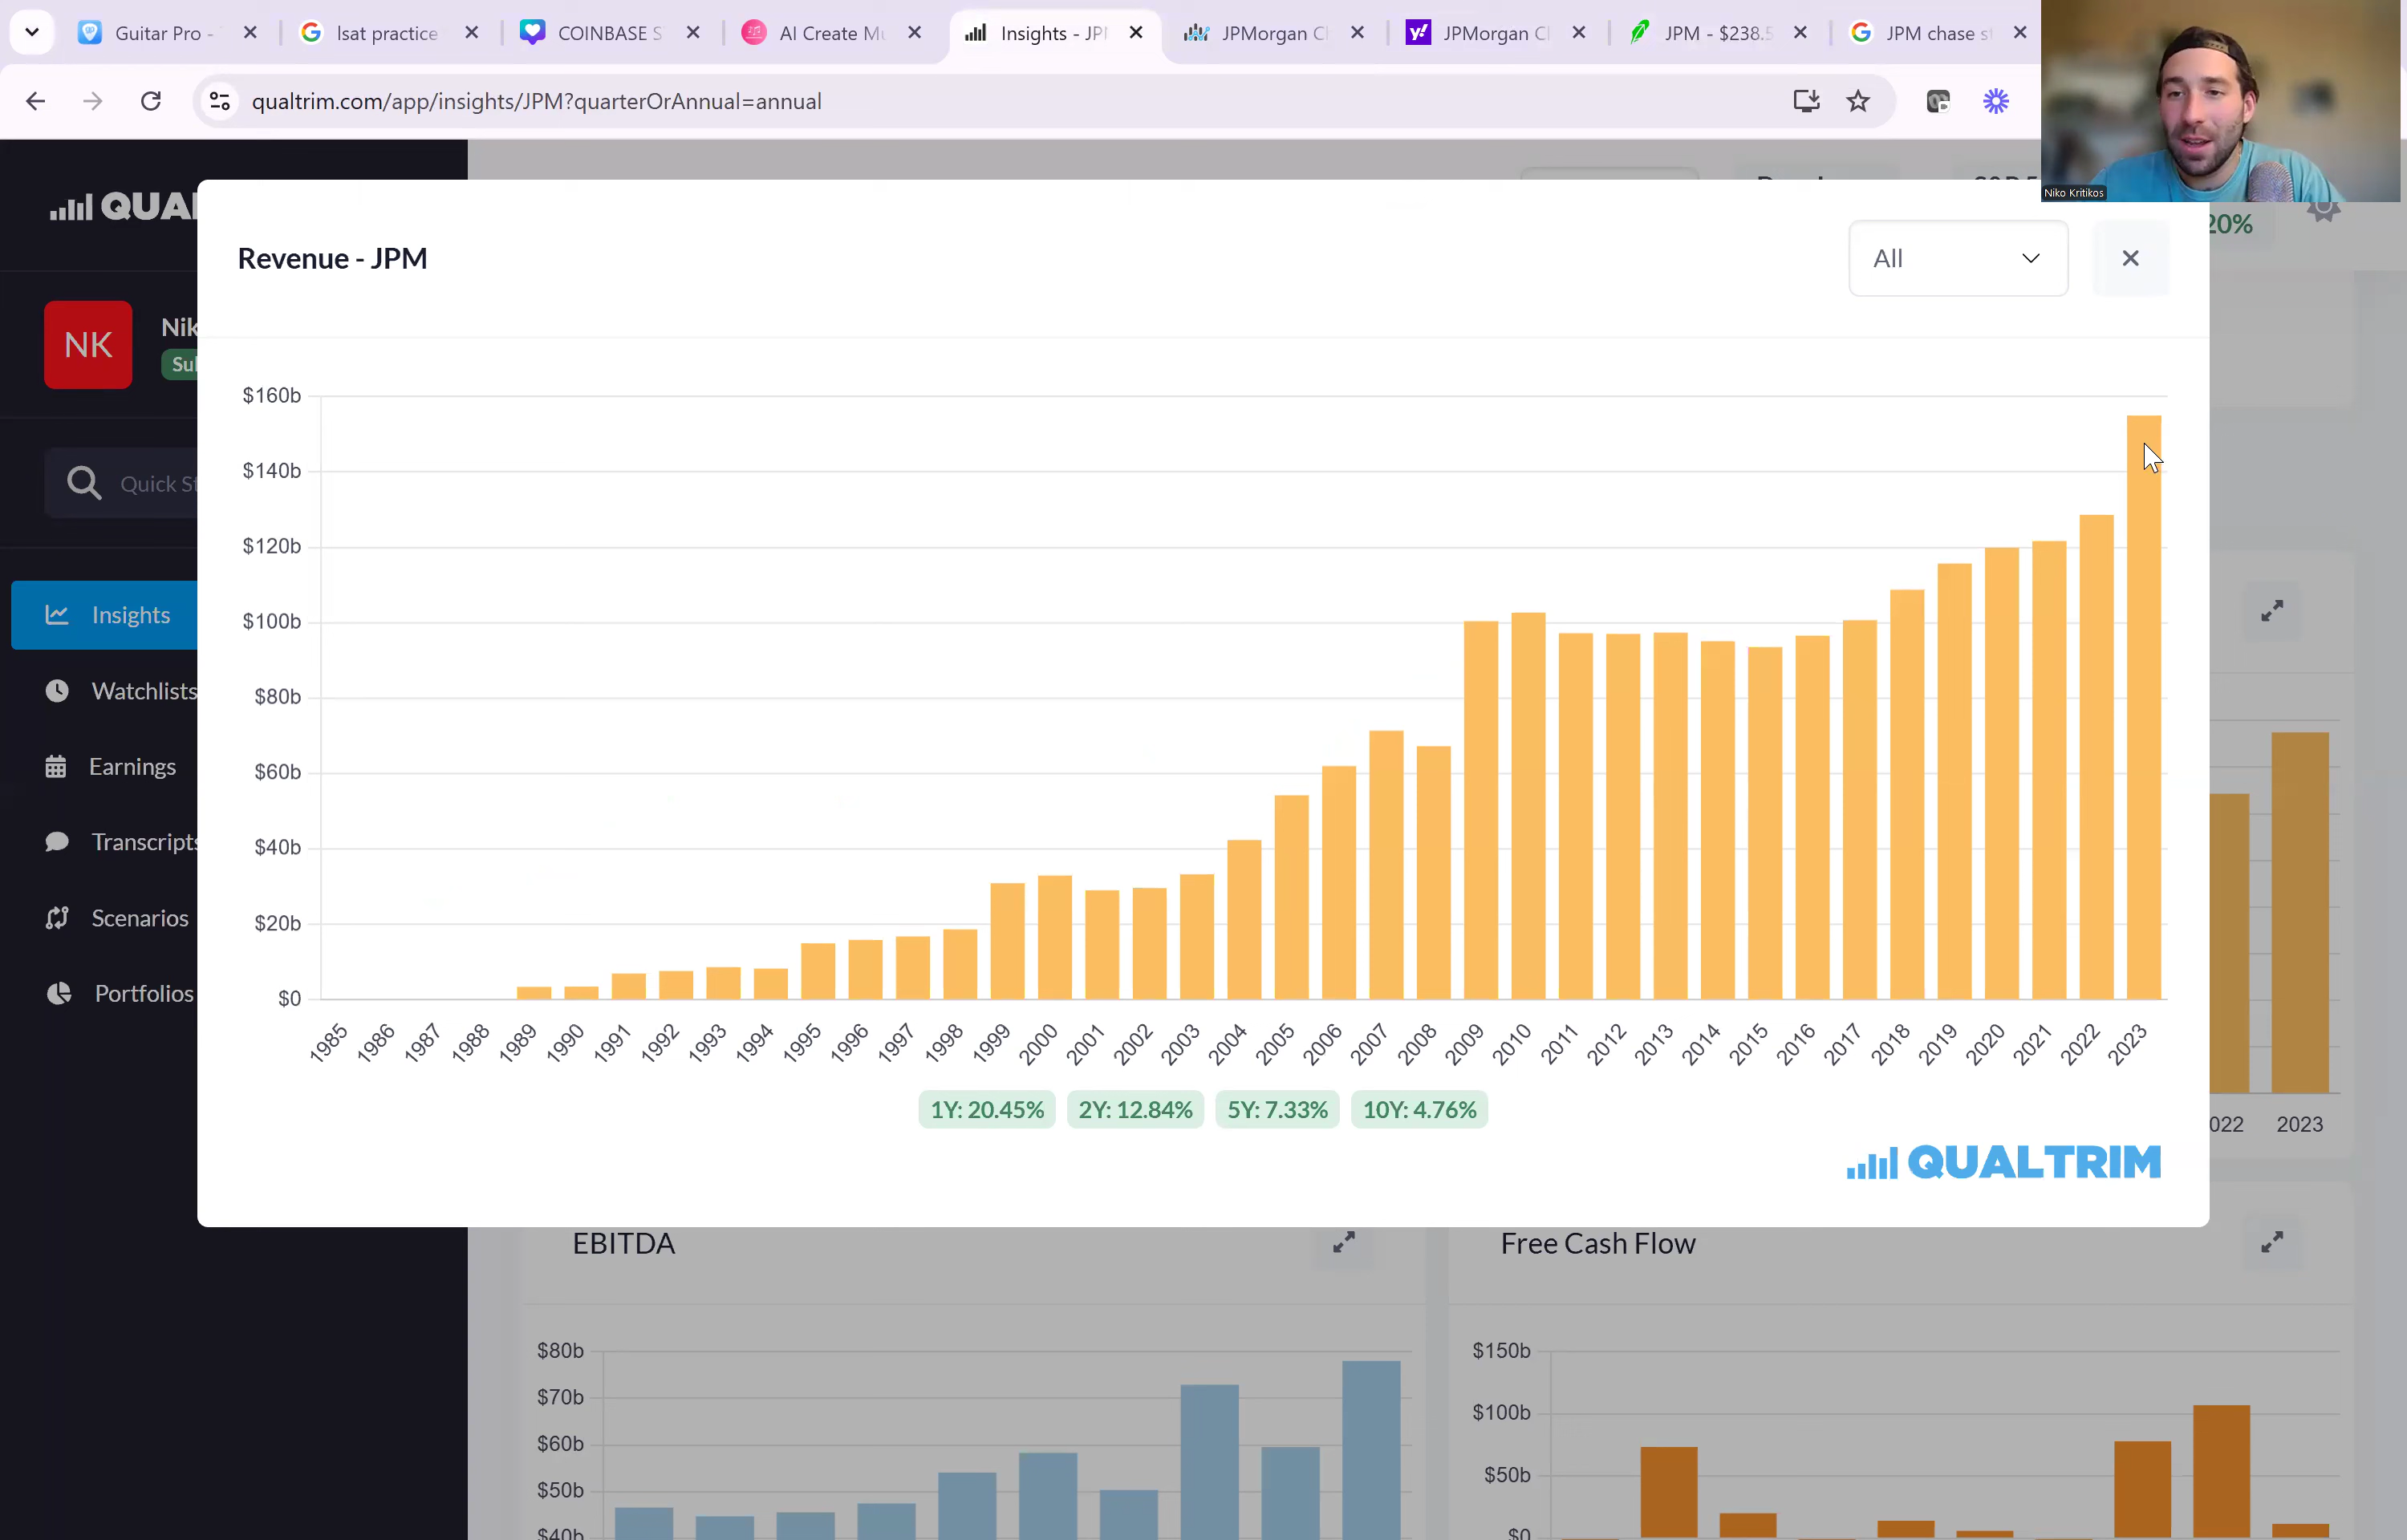 Guitar Pro -
lsat practice
COINBASE S
AI Create Mu
Insights - JPM
JPMorgan C
JPMorgan C
JPM - $238.5
JPM chase s
qualtrim.com/app/insights/JPM?quarterOrAnnual=annual
Niko Kritikos
QUAL
20%
NK
Nik
Quick St
Insights
Watchlists
Earnings
Transcripts
Scenarios
Portfolios
Revenue - JPM
All
$160b
$140b
$120b
$100b
$80b
$60b
$40b
$20b
$0
1985
1986
1987
1988
1989
1990
1991
1992
1993
1994
1995
1996
1997
1998
1999
2000
2001
2002
2003
2004
2005
2006
2007
2008
2009
2010
2011
2012
2013
2014
2015
2016
2017
2018
2019
2020
2021
2022
2023
1Y: 20.45%
2Y: 12.84%
5Y: 7.33%
10Y: 4.76%
QUALTRIM
022
2023
EBITDA
$80b
$70b
$60b
$50b
$40b
Free Cash Flow
$150b
$100b
$50b
$0